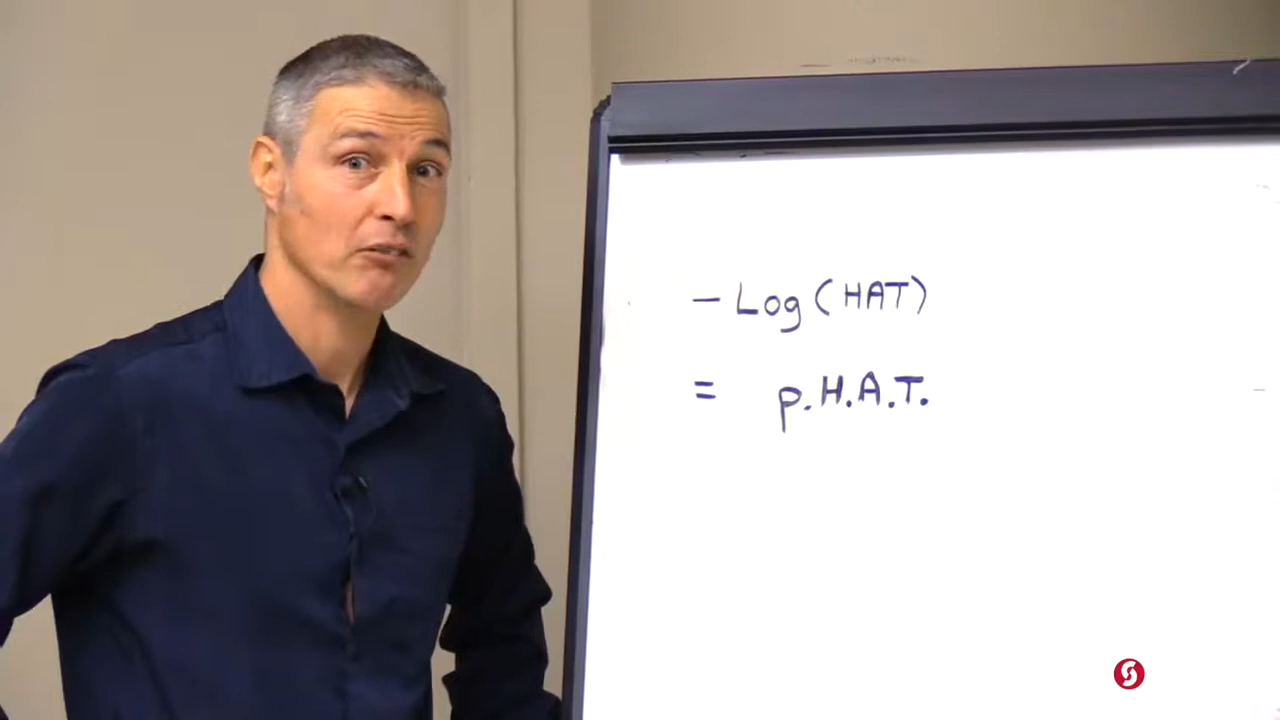 - Log (HAT)
= p.H.A.T.